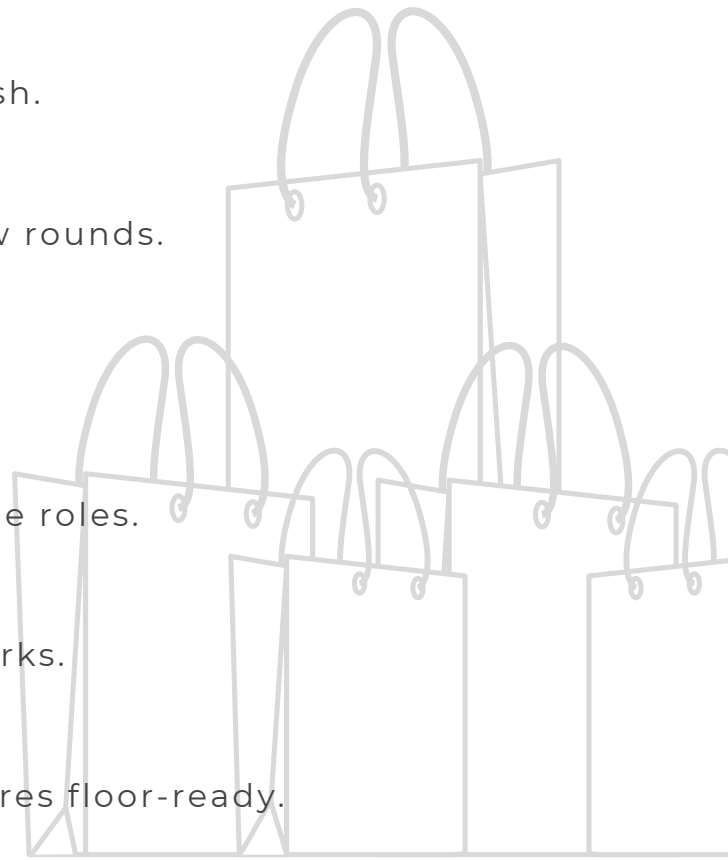 sh.
rounds.
e roles.
rks.
res floor-ready.